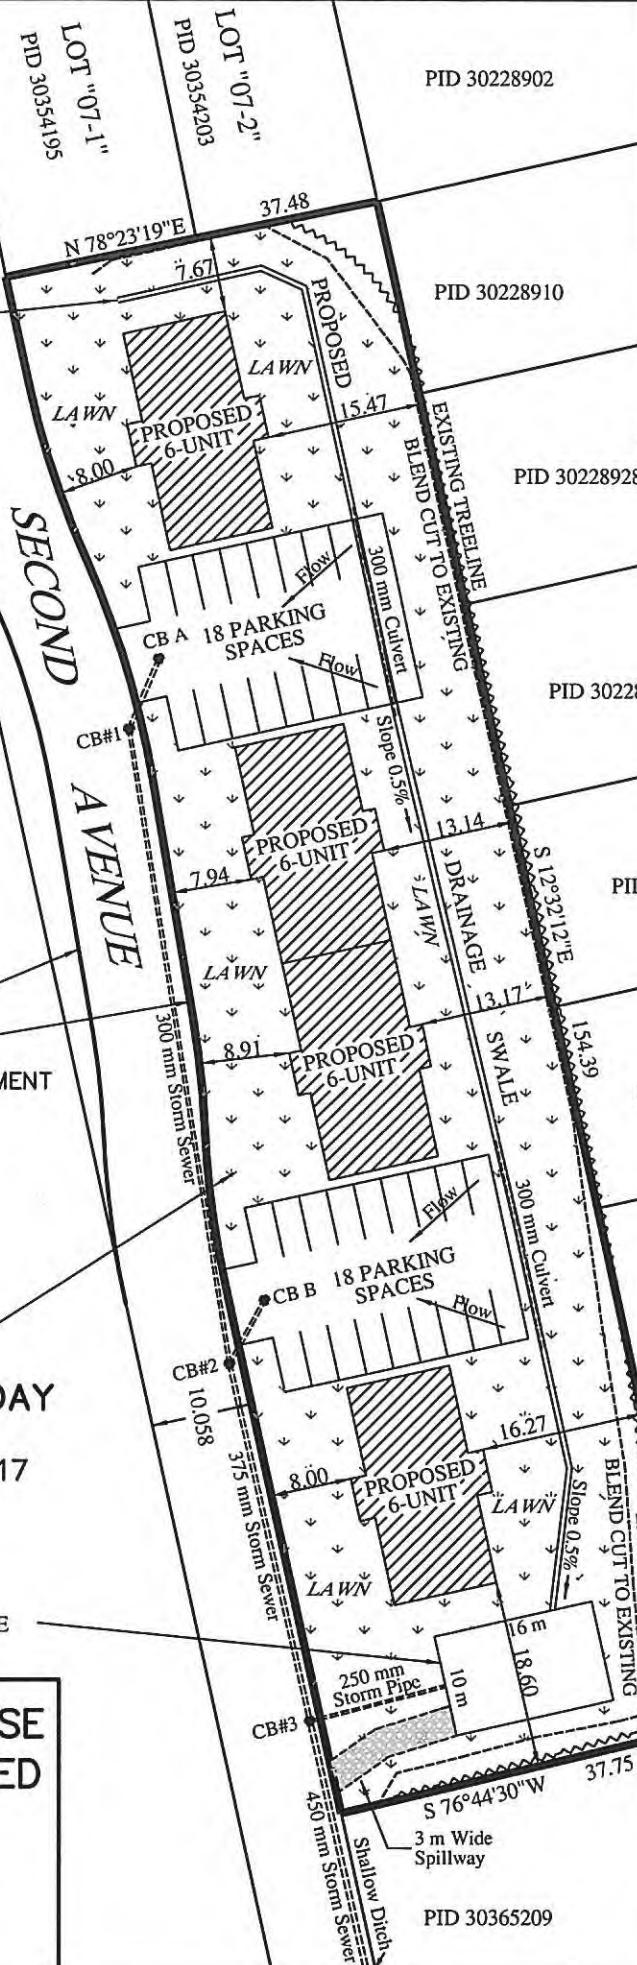 LOT "07-1"
PID 30354195
LOT "07-2"
PID 30354203
PID 30228902
N 78°23'19"E
37.48
7.67
PID 30228910
PROPOSED
LAWN
LAWN
PROPOSED
6-UNIT
15.47
8.00
EXISTING TREELINE
BLEND CUT TO EXISTING
PID 30228928
SECOND
AVENUE
300 mm Culvert
Flow
CB A
18 PARKING
SPACES
Flow
CB#1
Slope 0.5%
PROPOSED
6-UNIT
13.14
7.94
LAWN
DRAINAGE
S 12°32'12"E
LAWN
13.17
154.39
300 mm Storm Sewer
8.91
PROPOSED
6-UNIT
SWALE
MENT
Flow
300 mm Culvert
CB B
18 PARKING
SPACES
Flow
CB#2
DAY
10.058
17
16.27
375 mm Storm Sewer
8.00
PROPOSED
6-UNIT
LAWN
Slope 0.5%
BLEND CUT TO EXISTING
LAWN
E
16 m
18.60
10 m
250 mm
Storm Pipe
SE
ED
CB#3
37.75
S 76°44'30"W
450 mm Storm Sewer
3 m Wide
Spillway
Shallow Ditch
PID 30365209